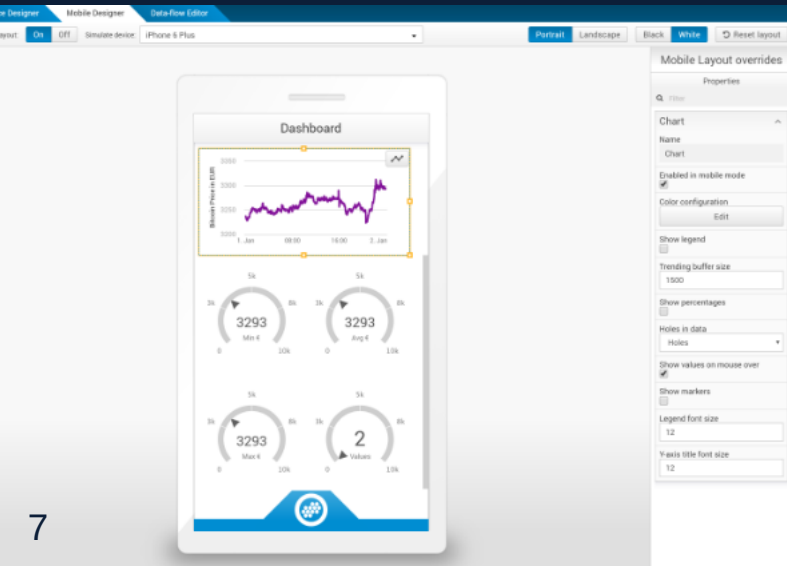 e Designer Mobile Designer Data-flow Editor
ayout: On Off Simulate device: iPhone 6 Plus Portrait Landscape Black White Reset layout
Mobile Layout overrides
Properties
Filter
Dashboard
Chart
Name
Chart
Enabled in mobile mode
Color configuration
Edit
Show legend
Trending buffer size
1500
Show percentages
Holes in data
Holes
Show values on mouse over
Show markers
Legend font size
12
Y-axis title font size
12
Bitcoin Price in EUR
3350
3300
3250
3200
1. Jan 08:00 16:00 2. Jan
5k 5k
3k 8k 3k 8k
3293 3293
Min € Avg €
0 10k 0 10k
5k 5k
3k 8k 3k 8k
3293 2
Max € Values
0 10k 0 10k
7